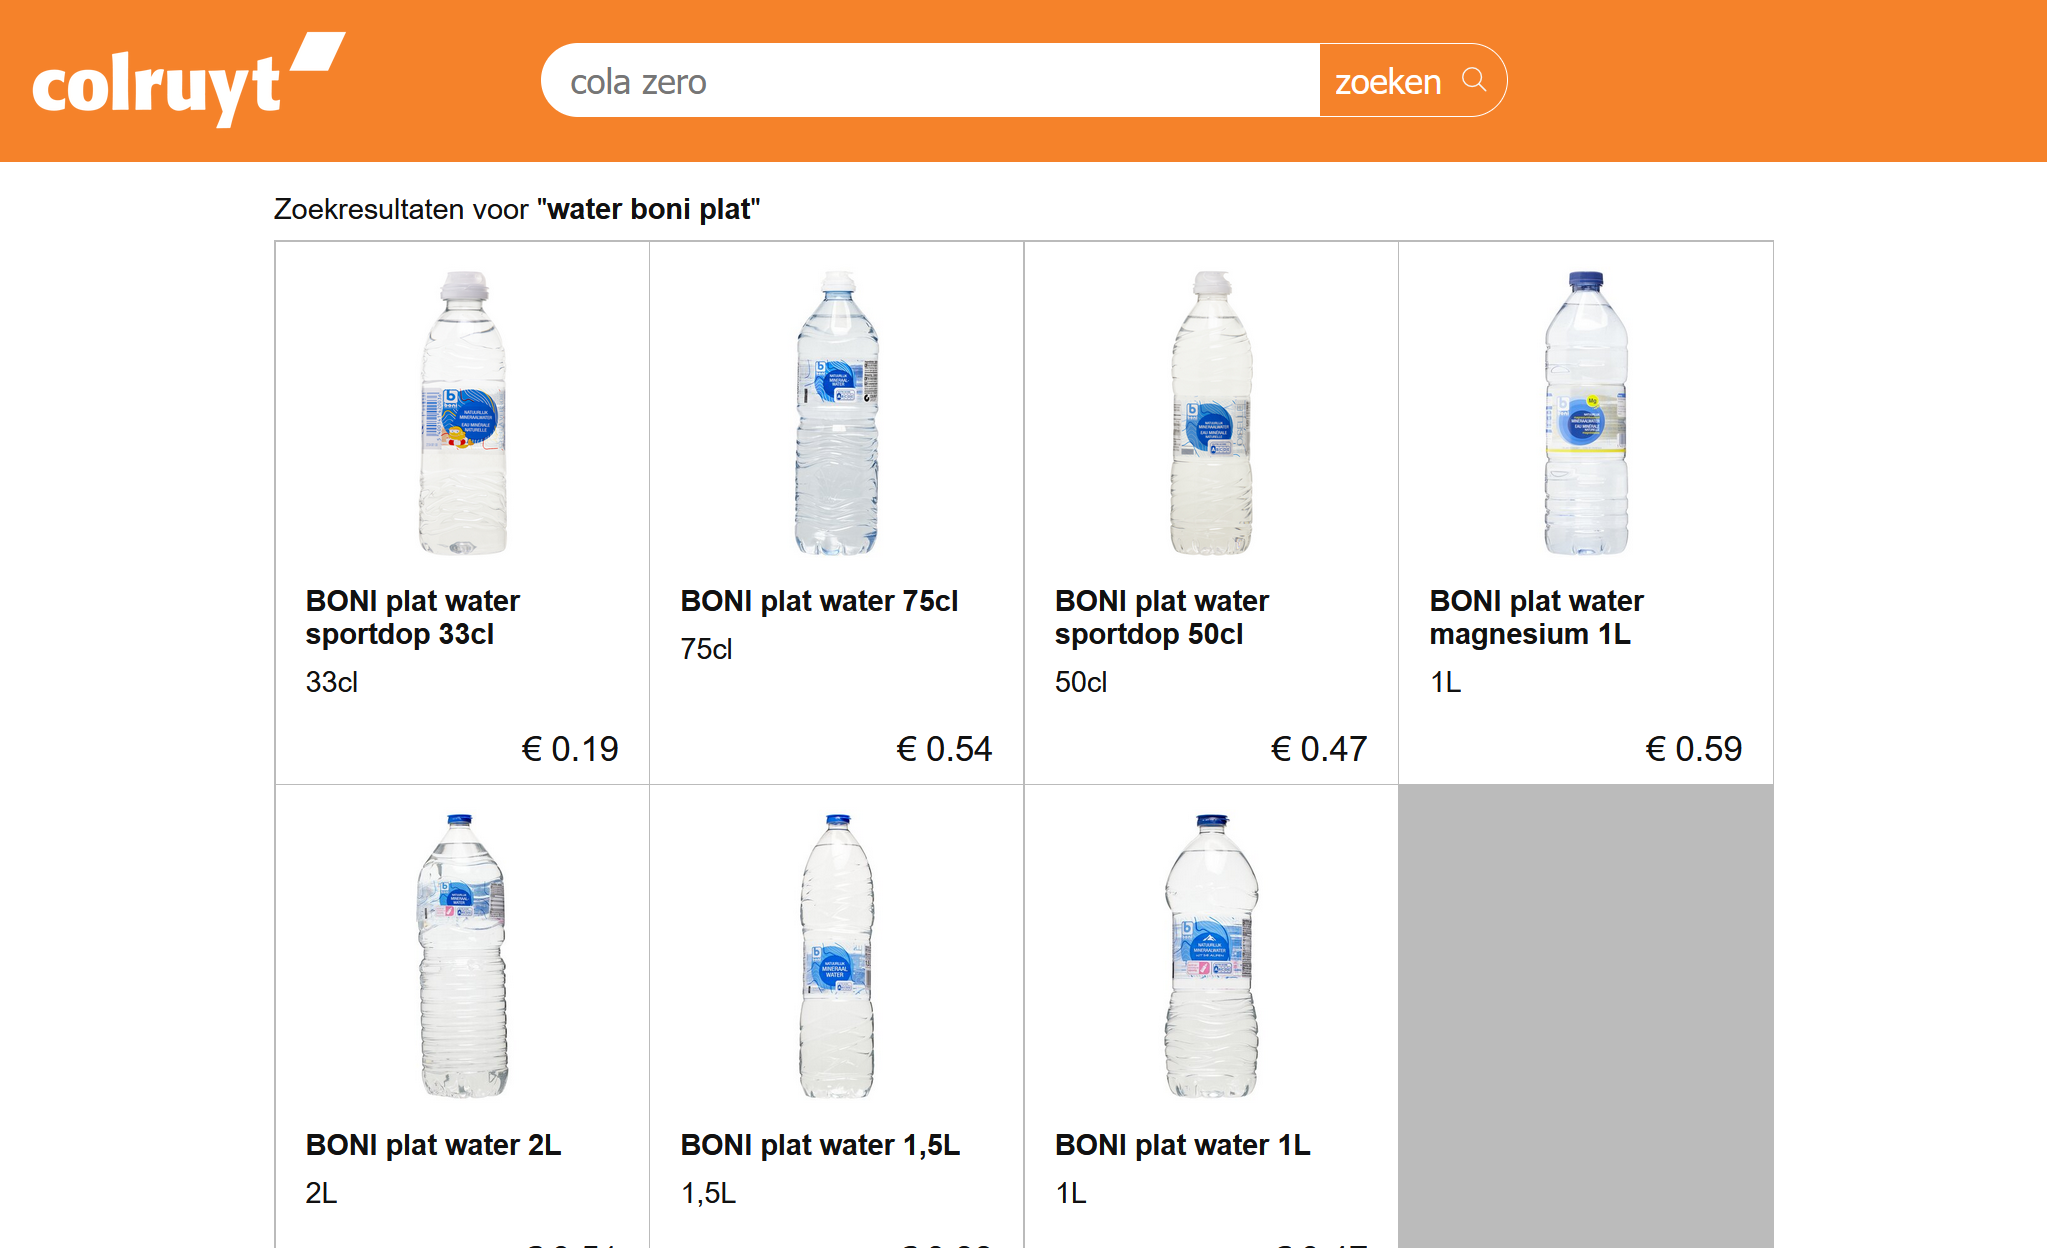 colruyt
cola zero
zoeken
Zoekresultaten voor "water boni plat"
BONI plat water
sportdop 33cl
33cl
€ 0.19
BONI plat water 75cl
75cl
€ 0.54
BONI plat water
sportdop 50cl
50cl
€ 0.47
BONI plat water
magnesium 1L
1L
€ 0.59
BONI plat water 2L
2L
BONI plat water 1,5L
1,5L
BONI plat water 1L
1L